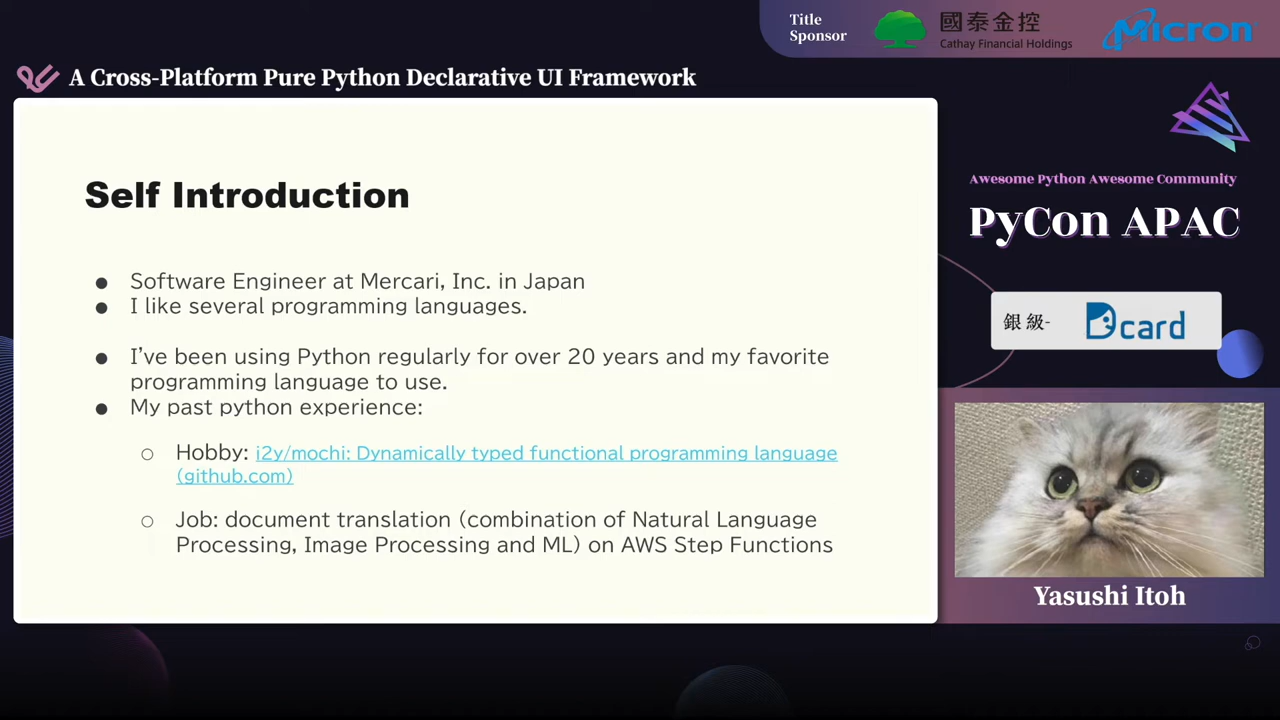 Title
Sponsor
國泰金控
Cathay Financial Holdings
Micron
A Cross-Platform Pure Python Declarative UI Framework
Self Introduction
● Software Engineer at Mercari, Inc. in Japan
● I like several programming languages.
● I've been using Python regularly for over 20 years and my favorite
programming language to use.
● My past python experience:
○ Hobby: i2y/mochi: Dynamically typed functional programming language
(github.com)
○ Job: document translation (combination of Natural Language
Processing, Image Processing and ML) on AWS Step Functions
Awesome Python Awesome Community
PyCon APAC
銀級-
Dcard
Yasushi Itoh